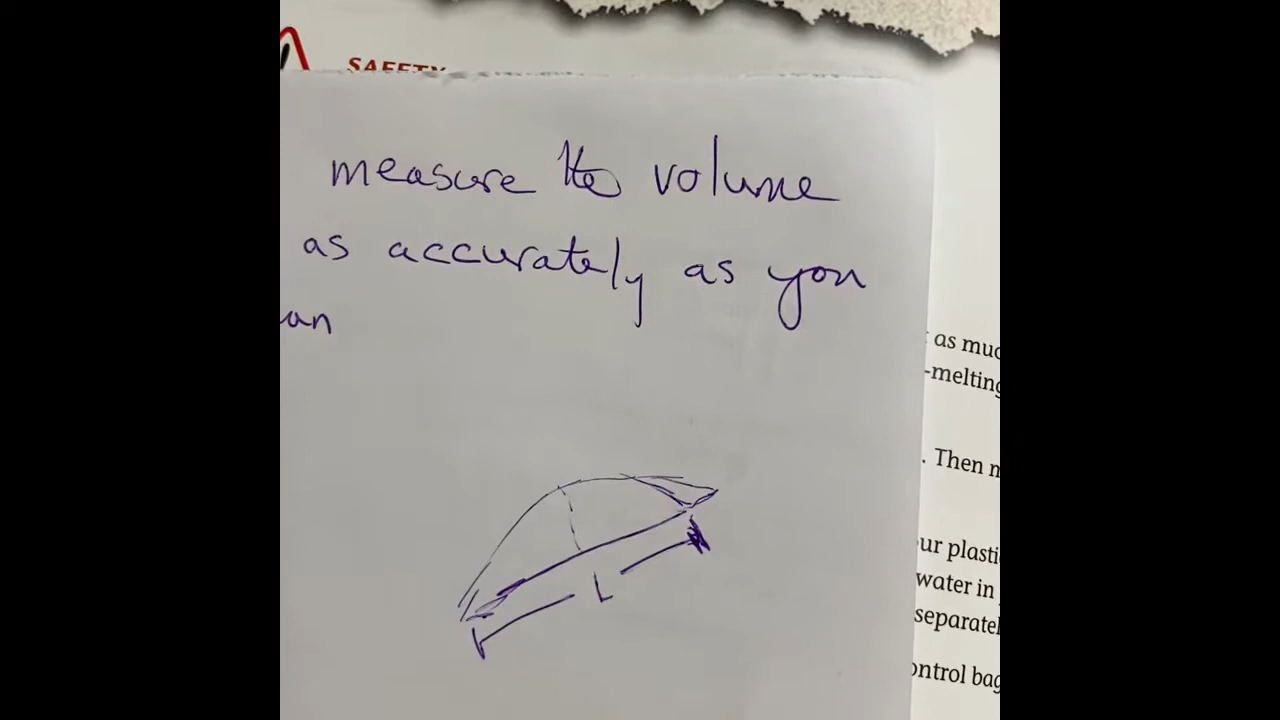 SAFETY
measure the volume
as accurately as you
an
L
as muc
-melting
. Then m
ur plasti
water in
separatel
ontrol bag